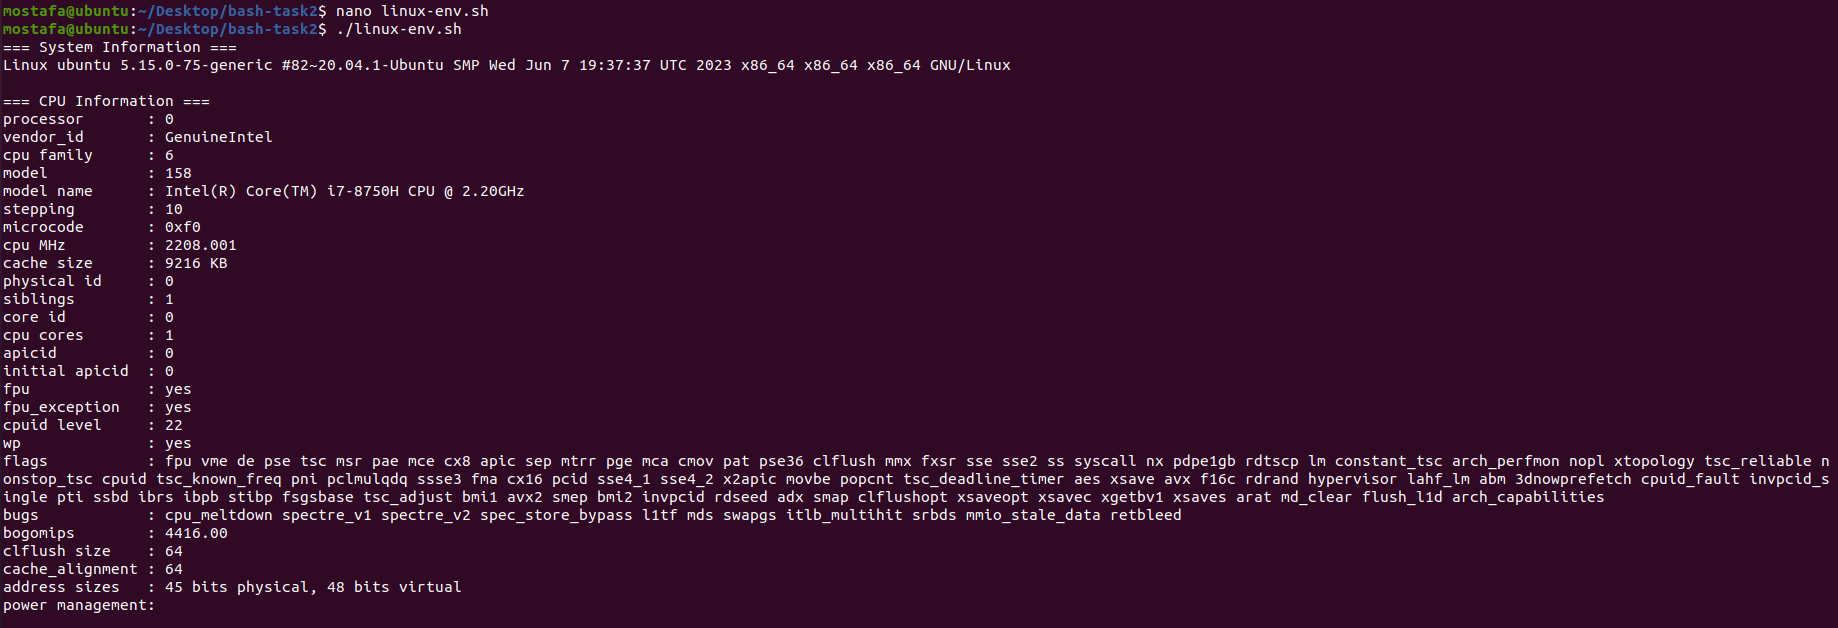 mostafa@ubuntu:~/Desktop/bash-task2$ nano linux-env.sh
mostafa@ubuntu:~/Desktop/bash-task2$ ./linux-env.sh
=== System Information ===
Linux ubuntu 5.15.0-75-generic #82~20.04.1-Ubuntu SMP Wed Jun 7 19:37:37 UTC 2023 x86_64 x86_64 x86_64 GNU/Linux

=== CPU Information ===
processor       : 0
vendor_id       : GenuineIntel
cpu family      : 6
model           : 158
model name      : Intel(R) Core(TM) i7-8750H CPU @ 2.20GHz
stepping        : 10
microcode       : 0xf0
cpu MHz         : 2208.001
cache size      : 9216 KB
physical id     : 0
siblings        : 1
core id         : 0
cpu cores       : 1
apicid          : 0
initial apicid  : 0
fpu             : yes
fpu_exception   : yes
cpuid level     : 22
wp              : yes
flags           : fpu vme de pse tsc msr pae mce cx8 apic sep mtrr pge mca cmov pat pse36 clflush mmx fxsr sse sse2 ss syscall nx pdpe1gb rdtscp lm constant_tsc arch_perfmon nopl xtopology tsc_reliable n
onstop_tsc cpuid tsc_known_freq pni pclmulqdq ssse3 fma cx16 pcid sse4_1 sse4_2 x2apic movbe popcnt tsc_deadline_timer aes xsave avx f16c rdrand hypervisor lahf_lm abm 3dnowprefetch cpuid_fault invpcid_s
ingle pti ssbd ibrs ibpb stibp fsgsbase tsc_adjust bmi1 avx2 smep bmi2 invpcid rdseed adx smap clflushopt xsaveopt xsavec xgetbv1 xsaves arat md_clear flush_l1d arch_capabilities
bugs            : cpu_meltdown spectre_v1 spectre_v2 spec_store_bypass l1tf mds swapgs itlb_multihit srbds mmio_stale_data retbleed
bogomips        : 4416.00
clflush size    : 64
cache_alignment : 64
address sizes   : 45 bits physical, 48 bits virtual
power management: